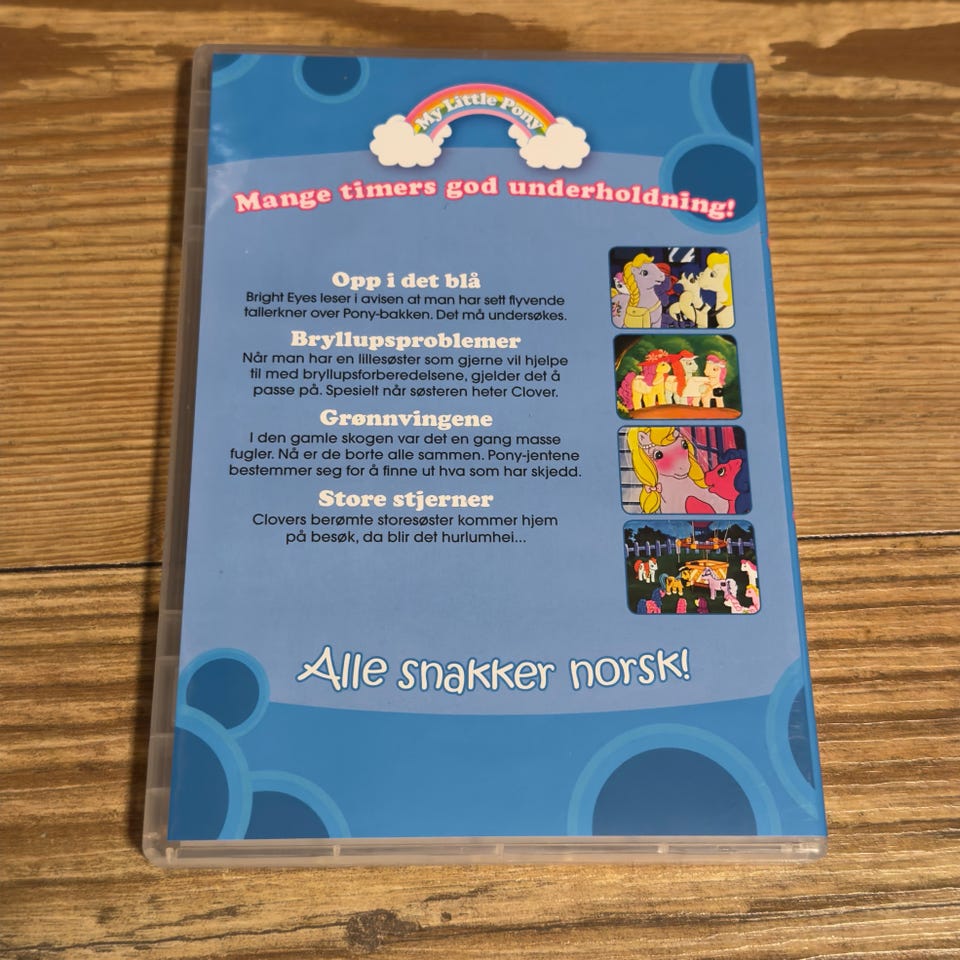 My Little Pony
Mange timers god underholdning!
Opp i det blå
Bright Eyes leser i avisen at man har sett flyvende
tallerkner over Pony-bakken. Det må undersøkes.
Bryllupsproblemer
Når man har en lillesøster som gjerne vil hjelpe
til med bryllupsforberedelsene, gjelder det å
passe på. Spesielt når søsteren heter Clover.
Grønnvingene
I den gamle skogen var det en gang masse
fugler. Nå er de borte alle sammen. Pony-jentene
bestemmer seg for å finne ut hva som har skjedd.
Store stjerner
Clovers berømte storesøster kommer hjem
på besøk, da blir det hurlumhei...
Alle snakker norsk!